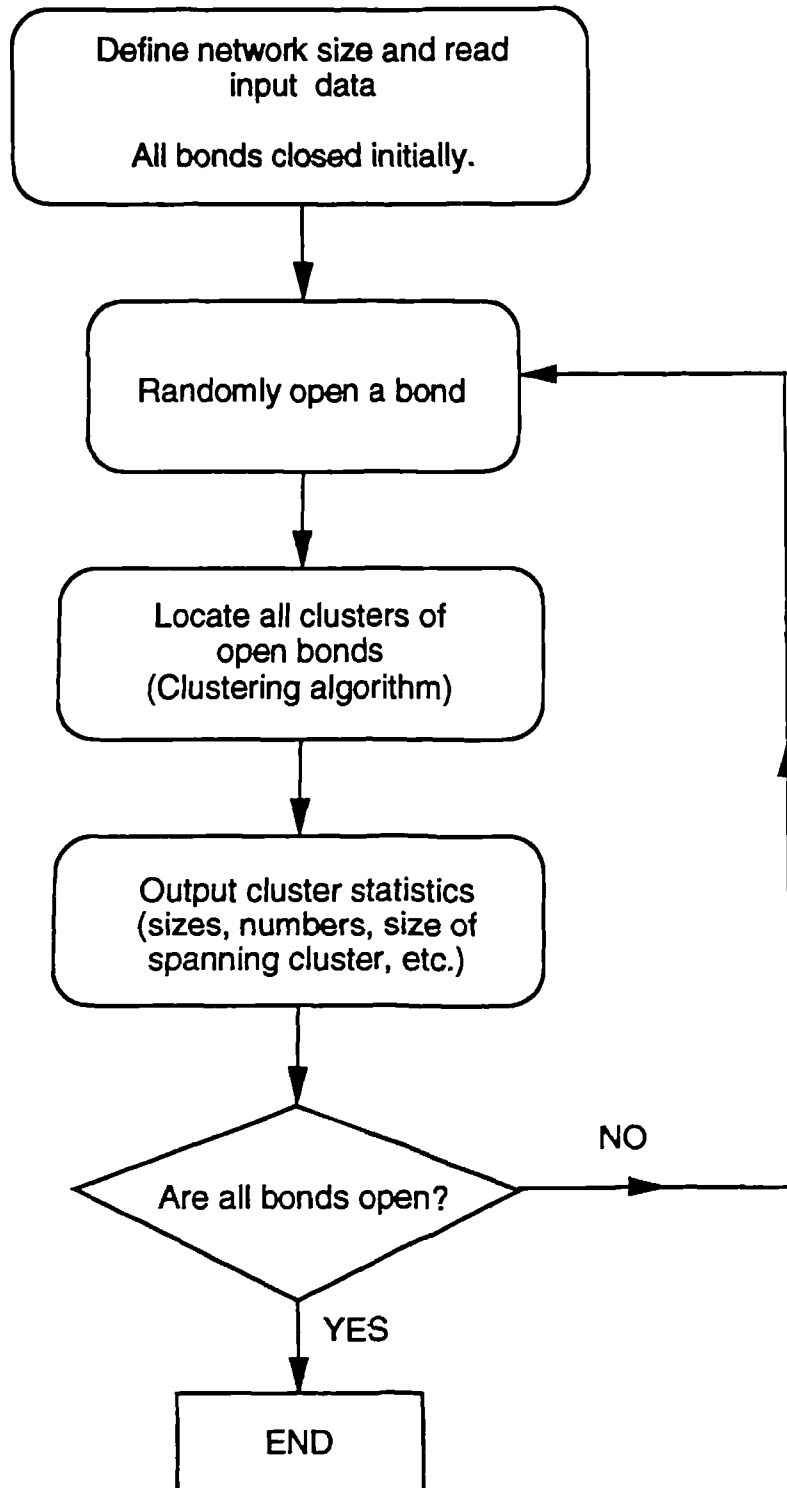 Define network size and read
input data
All bonds closed initially.
Randomly open a bond
Locate all clusters of
open bonds
(Clustering algorithm)
Output cluster statistics
(sizes, numbers, size of
spanning cluster, etc.)
Are all bonds open?
NO
YES
END